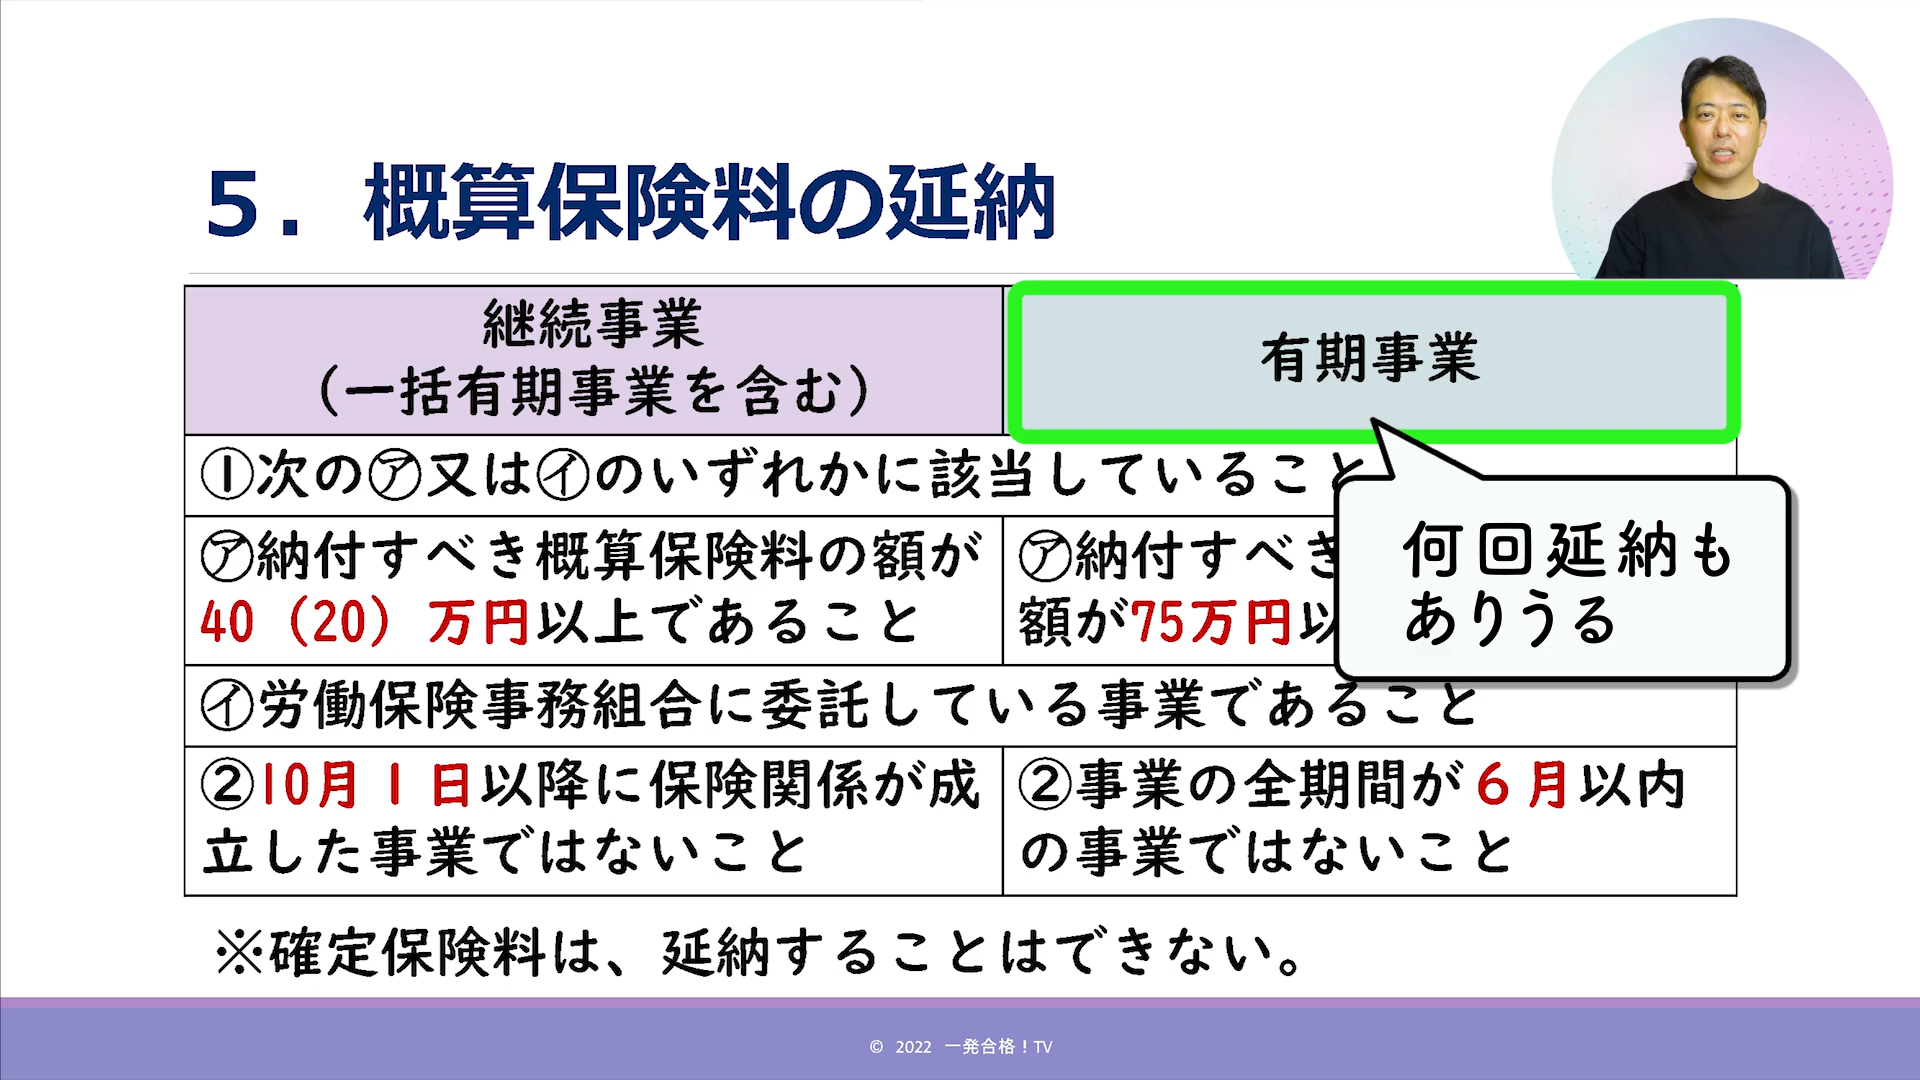 ５．概算保険料の延納
継続事業
（一括有期事業を含む）
有期事業
①次の㋐又は㋑のいずれかに該当していること
㋐納付すべき概算保険料の額が
40（20）万円以上であること
㋐納付すべき
額が75万円以
何回延納も
ありうる
㋑労働保険事務組合に委託している事業であること
②10月１日以降に保険関係が成
立した事業ではないこと
②事業の全期間が６月以内
の事業ではないこと
※確定保険料は、延納することはできない。
© 2022 一発合格！TV